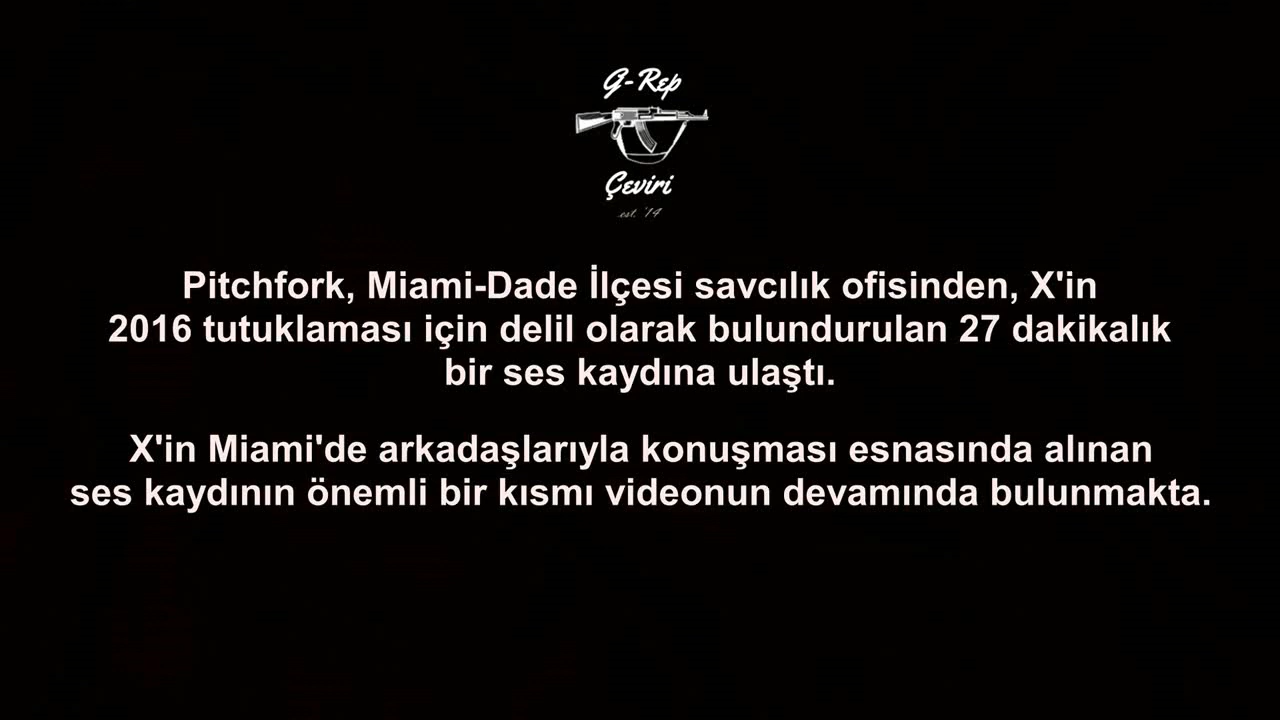 G-Rep
Çeviri
est. '14
Pitchfork, Miami-Dade İlçesi savcılık ofisinden, X'in
2016 tutuklaması için delil olarak bulundurulan 27 dakikalık
bir ses kaydına ulaştı.
X'in Miami'de arkadaşlarıyla konuşması esnasında alınan
ses kaydının önemli bir kısmı videonun devamında bulunmakta.